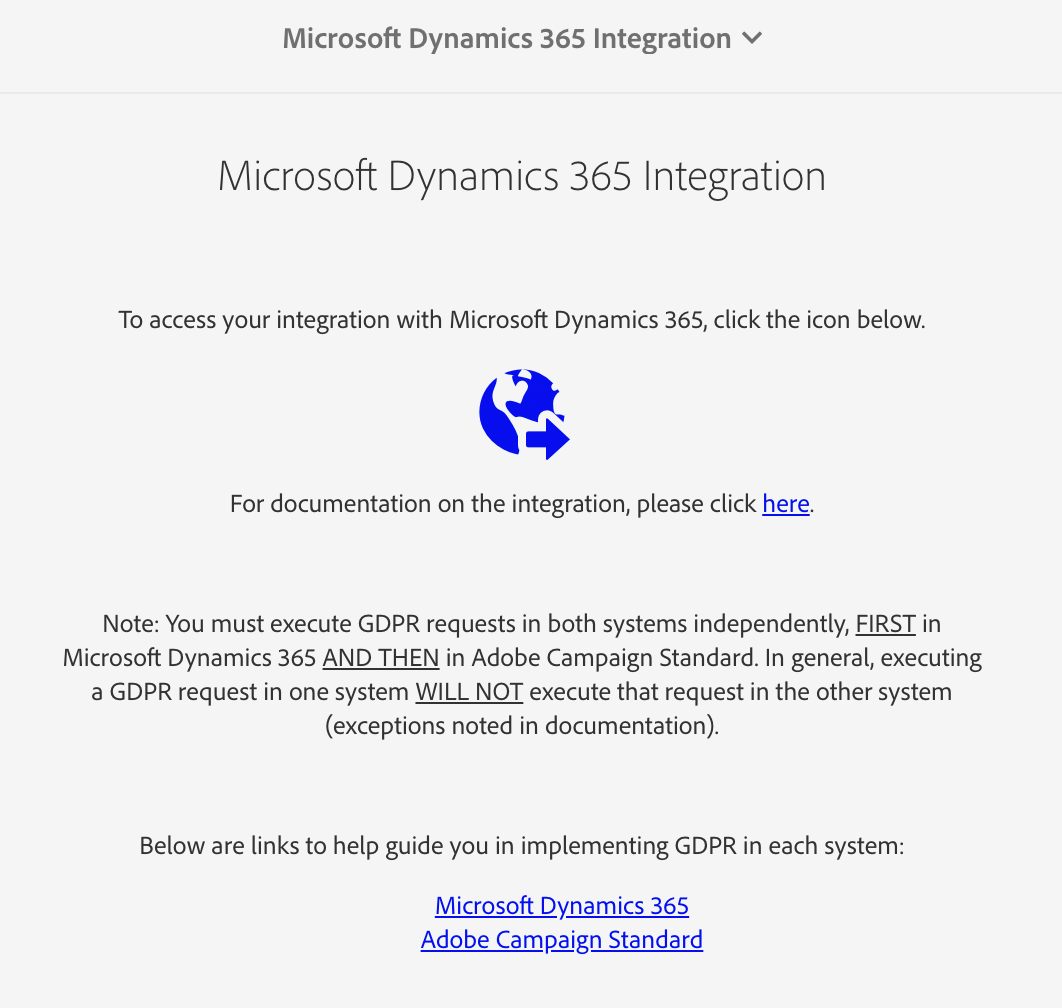 Microsoft Dynamics 365 Integration
Microsoft Dynamics 365 Integration
To access your integration with Microsoft Dynamics 365, click the icon below.
For documentation on the integration, please click here.
Note: You must execute GDPR requests in both systems independently, FIRST in
Microsoft Dynamics 365 AND THEN in Adobe Campaign Standard. In general, executing
a GDPR request in one system WILL NOT execute that request in the other system
(exceptions noted in documentation).
Below are links to help guide you in implementing GDPR in each system:
Microsoft Dynamics 365
Adobe Campaign Standard